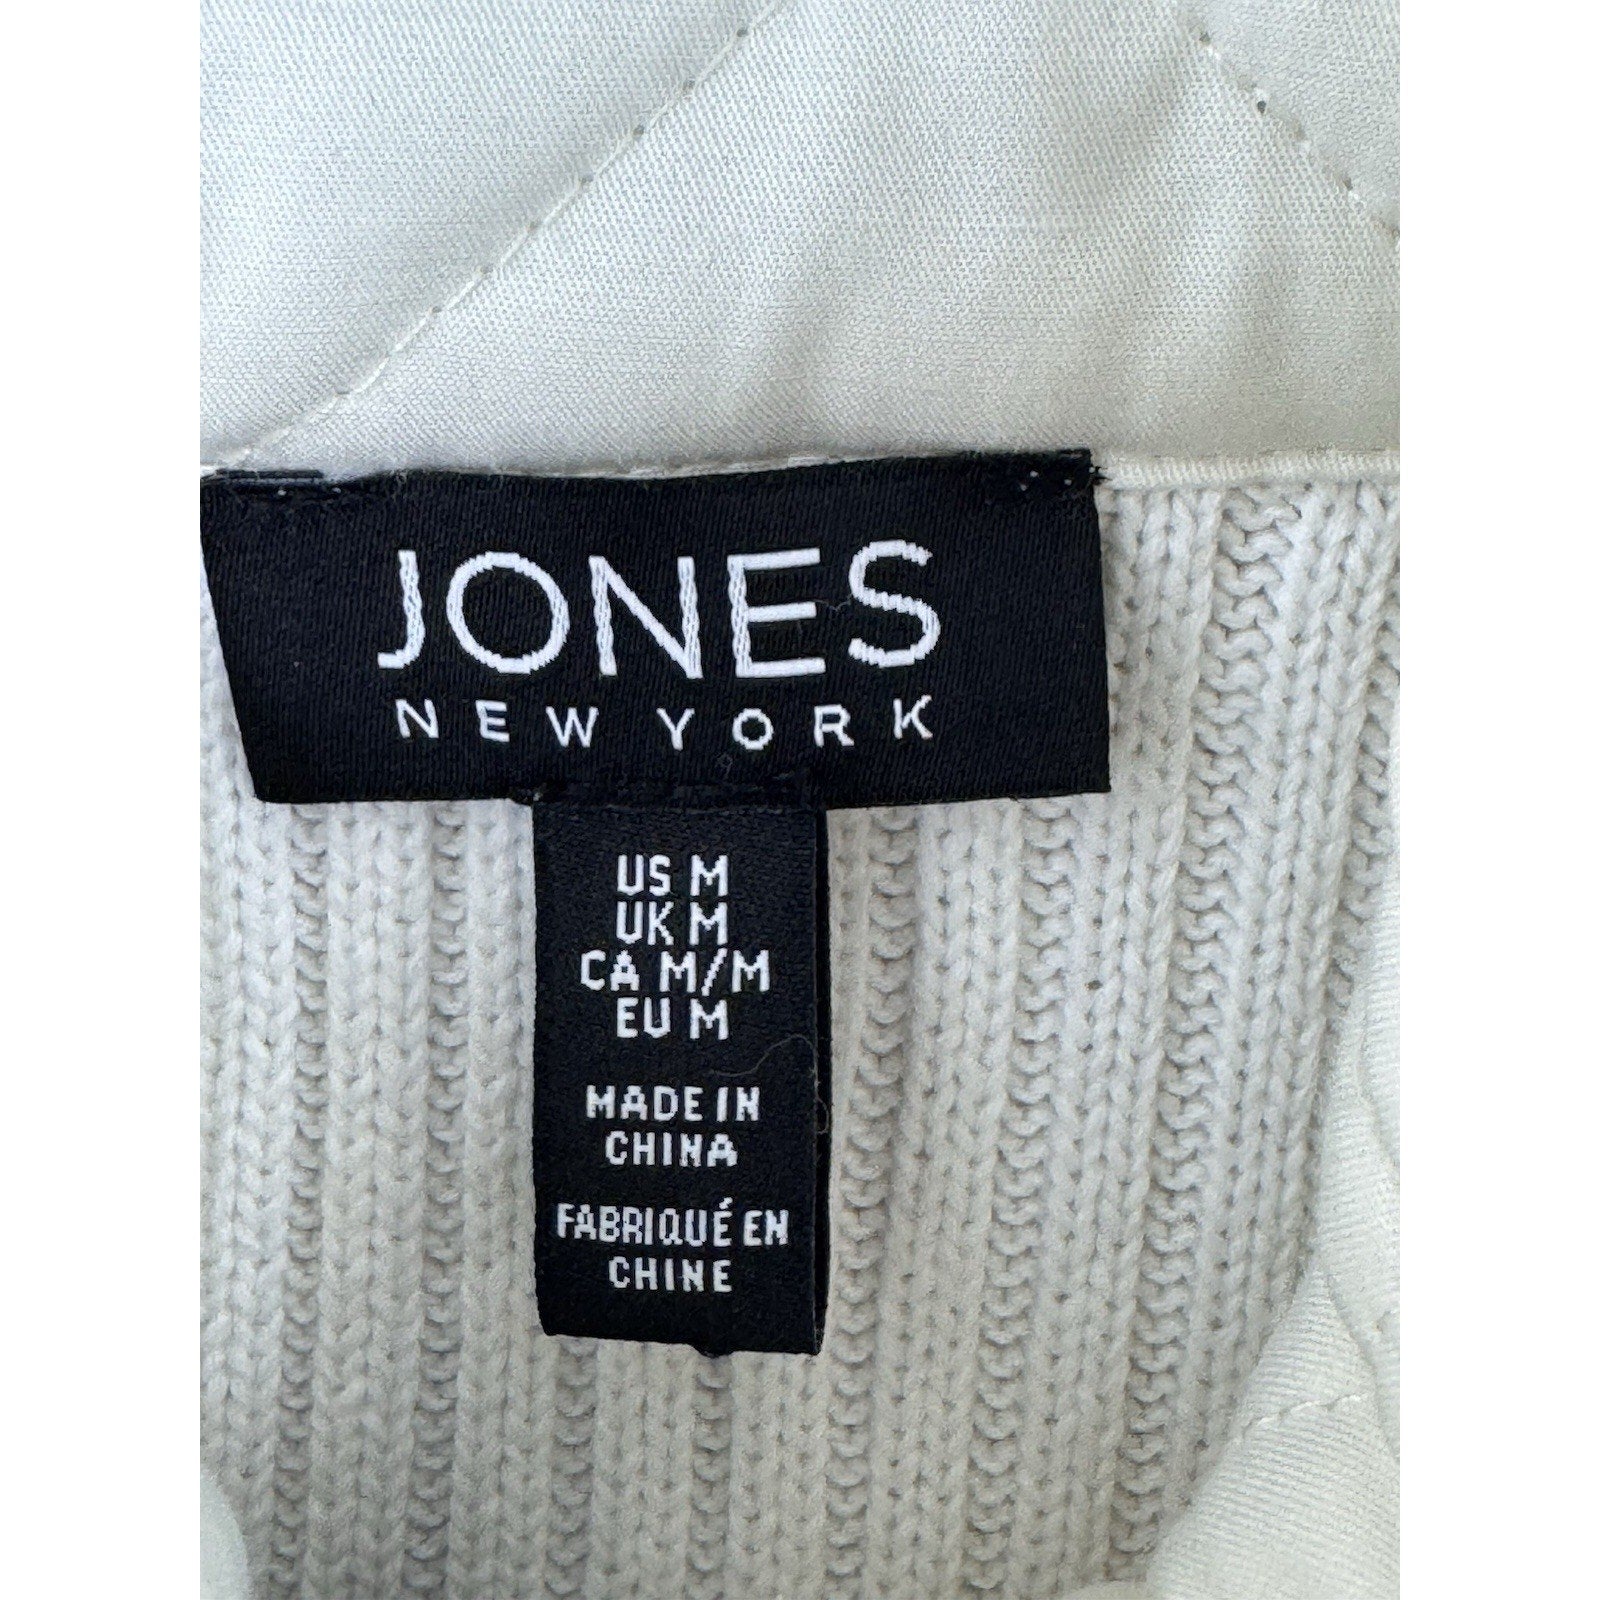 JONES
NEW YORK
US M
UK M
CA M/M
EU M
MADE IN
CHINA
FABRIQUÉ EN
CHINE